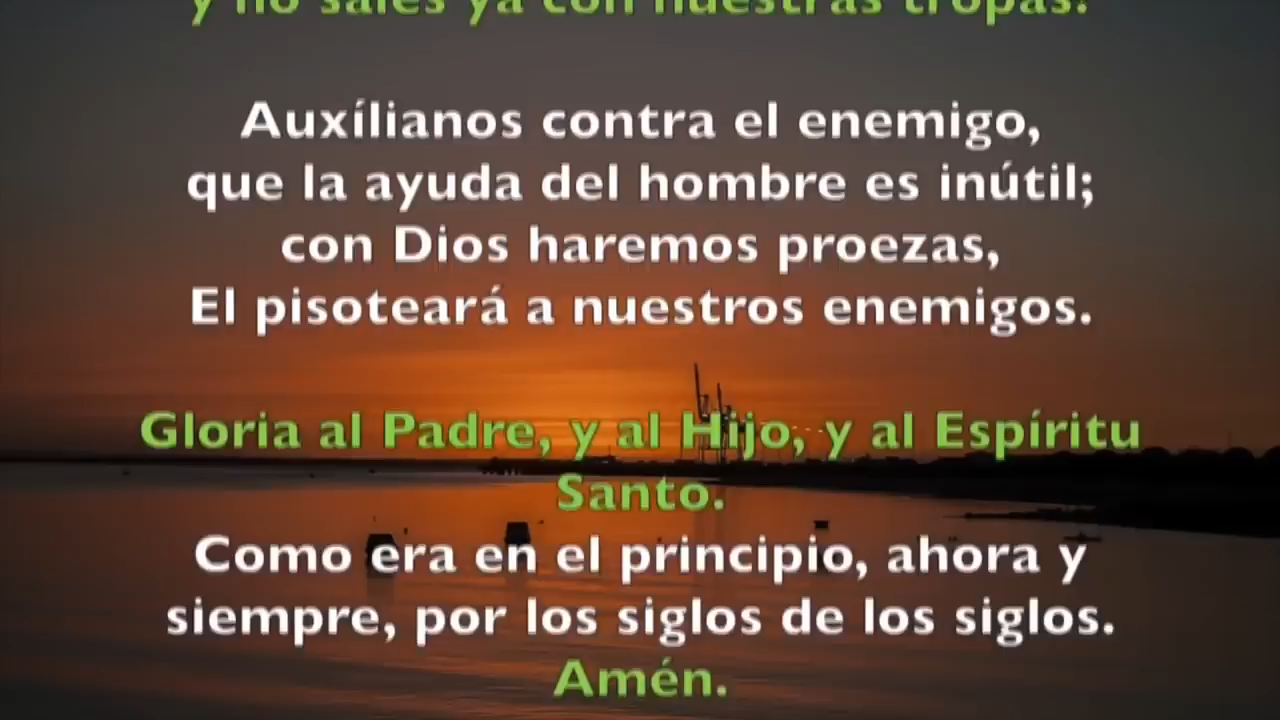 y no sales ya con nuestras tropas.
Auxílianos contra el enemigo,
que la ayuda del hombre es inútil;
con Dios haremos proezas,
El pisoteará a nuestros enemigos.
Gloria al Padre, y al Hijo, y al Espíritu
Santo.
Como era en el principio, ahora y
siempre, por los siglos de los siglos.
Amén.